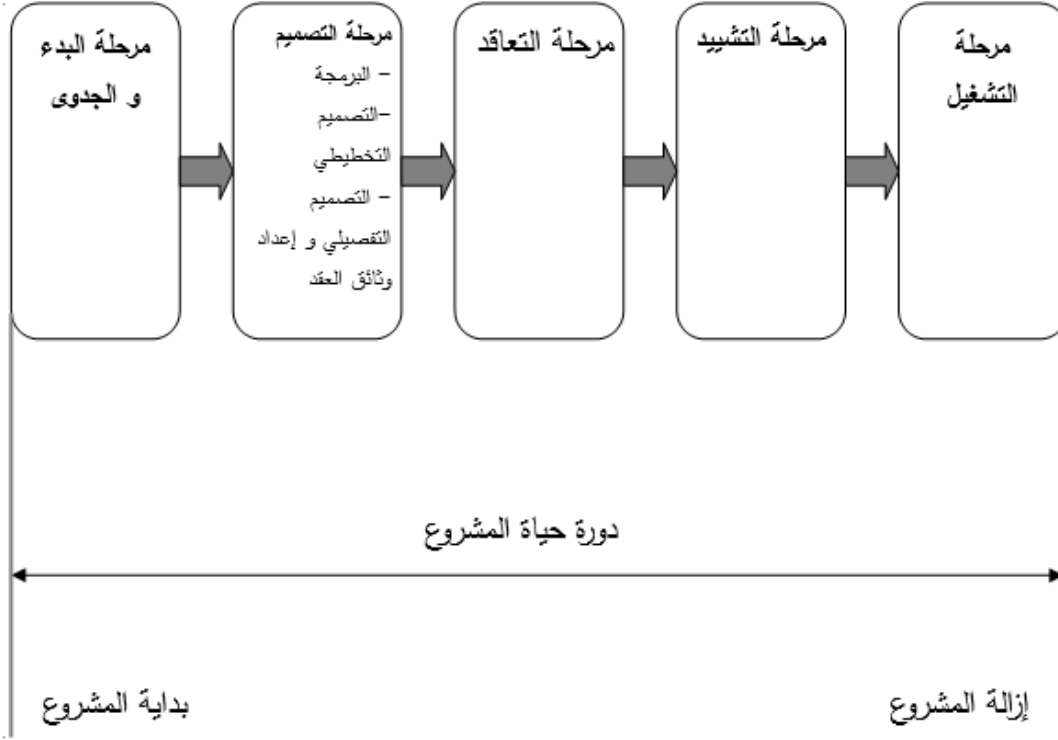 مرحلة البدء
و الجدوى
مرحلة التصميم
- البرمجة
-التصميم
التخطيطي
- التصميم
التفصيلي و إعداد
وثائق العقد
مرحلة التعاقد
مرحلة التشييد
مرحلة
التشغيل
دورة حياة المشروع
بداية المشروع
إزالة المشروع